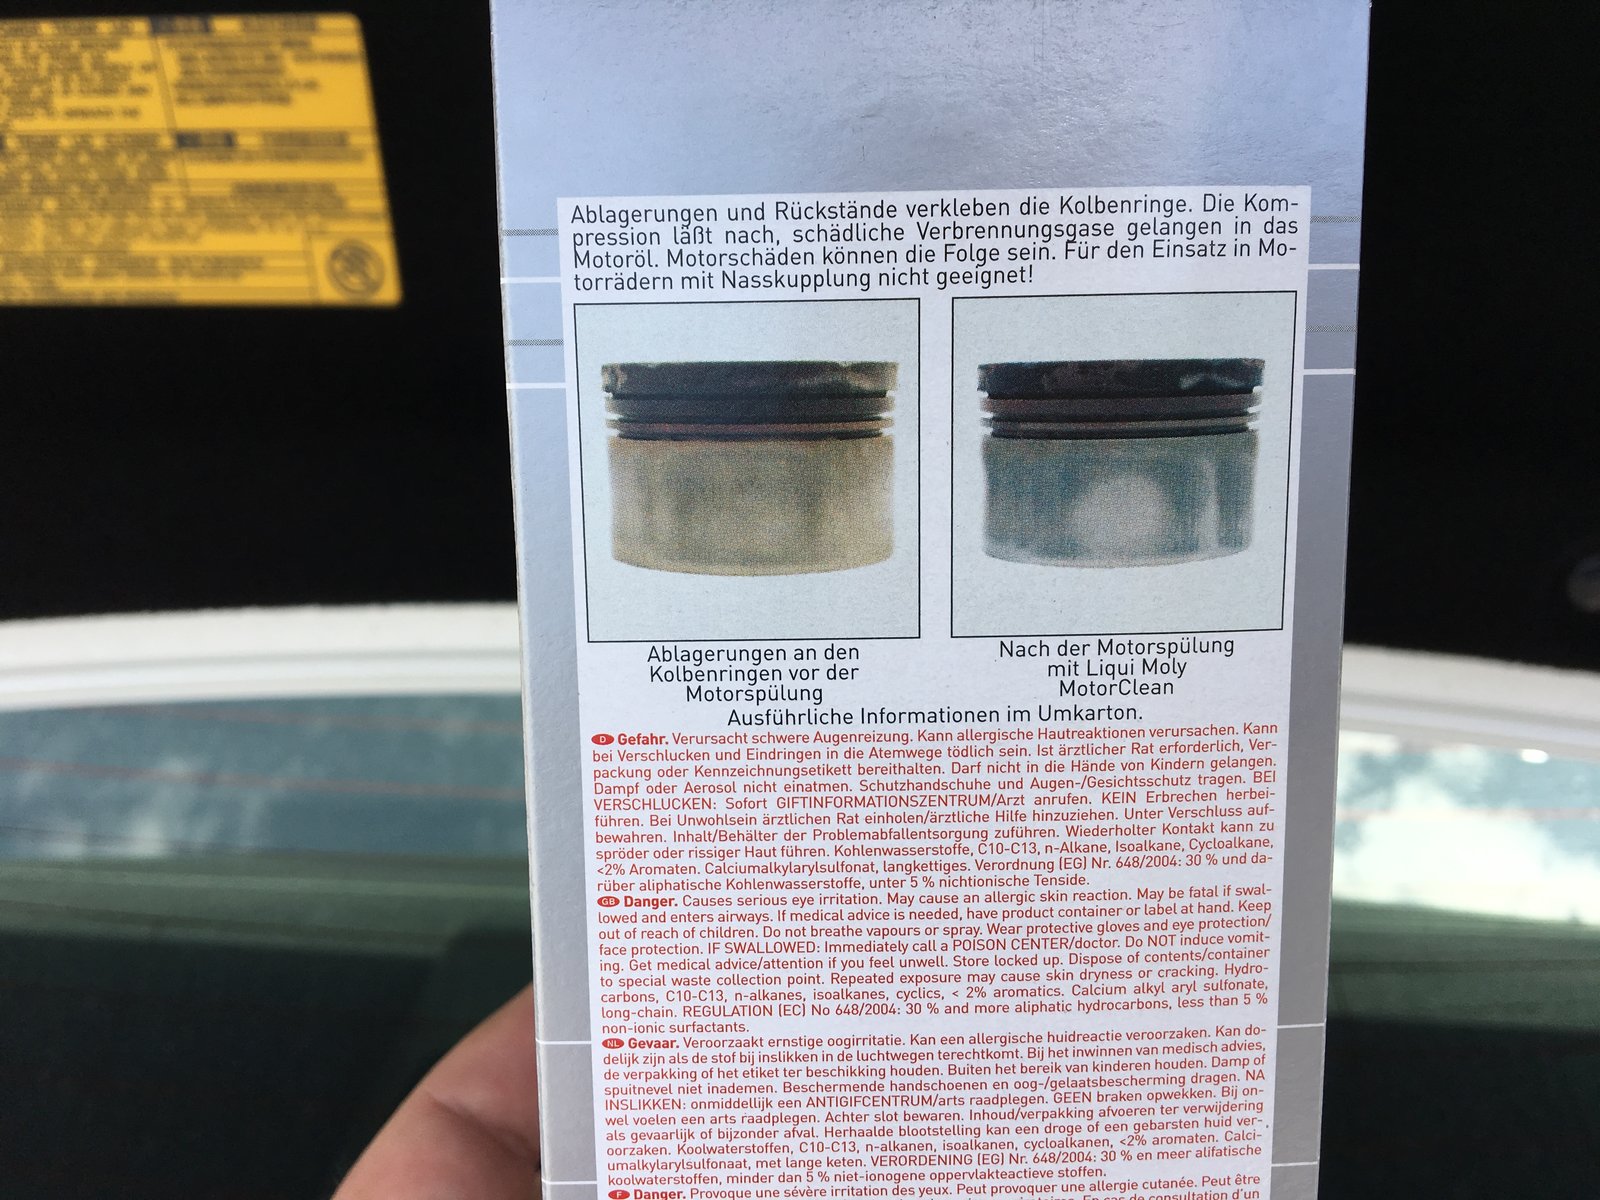 Ablagerungen und Rückstände verkleben die Kolbenringe. Die Kom-
pression läßt nach, schädliche Verbrennungsgase gelangen in das
Motoröl. Motorschäden können die Folge sein. Für den Einsatz in Mo-
torrädern mit Nasskupplung nicht geeignet!
Ablagerungen an den
Kolbenringen vor der
Motorspülung
Nach der Motorspülung
mit Liqui Moly
MotorClean
Ausführliche Informationen im Umkarton.
D Gefahr. Verursacht schwere Augenreizung. Kann allergische Hautreaktionen verursachen. Kann
bei Verschlucken und Eindringen in die Atemwege tödlich sein. Ist ärztlicher Rat erforderlich, Ver-
packung oder Kennzeichnungsetikett bereithalten. Darf nicht in die Hände von Kindern gelangen.
Dampf oder Aerosol nicht einatmen. Schutzhandschuhe und Augen-/Gesichtsschutz tragen. BEI
VERSCHLUCKEN: Sofort GIFTINFORMATIONSZENTRUM/Arzt anrufen. KEIN Erbrechen herbei-
führen. Bei Unwohlsein ärztlichen Rat einholen/ärztliche Hilfe hinzuziehen. Unter Verschluss auf-
bewahren. Inhalt/Behälter der Problemabfallentsorgung zuführen. Wiederholter Kontakt kann zu
spröder oder rissiger Haut führen. Kohlenwasserstoffe, C10-C13, n-Alkane, Isoalkane, Cycloalkane,
<2% Aromaten. Calciumalkylarylsulfonat, langkettiges. Verordnung (EG) Nr. 648/2004: 30 % und da-
rüber aliphatische Kohlenwasserstoffe, unter 5 % nichtionische Tenside.
GB Danger. Causes serious eye irritation. May cause an allergic skin reaction. May be fatal if swal-
lowed and enters airways. If medical advice is needed, have product container or label at hand. Keep
out of reach of children. Do not breathe vapours or spray. Wear protective gloves and eye protection/
face protection. IF SWALLOWED: Immediately call a POISON CENTER/doctor. Do NOT induce vomit-
ing. Get medical advice/attention if you feel unwell. Store locked up. Dispose of contents/container
to special waste collection point. Repeated exposure may cause skin dryness or cracking. Hydro-
carbons, C10-C13, n-alkanes, isoalkanes, cyclics, < 2% aromatics. Calcium alkyl aryl sulfonate,
long-chain. REGULATION (EC) No 648/2004: 30 % and more aliphatic hydrocarbons, less than 5 %
non-ionic surfactants.
NL Gevaar. Veroorzaakt ernstige oogirritatie. Kan een allergische huidreactie veroorzaken. Kan do-
delijk zijn als de stof bij inslikken in de luchtwegen terechtkomt. Bij het inwinnen van medisch advies,
de verpakking of het etiket ter beschikking houden. Buiten het bereik van kinderen houden. Damp of
spuitnevel niet inademen. Beschermende handschoenen en oog-/gelaatsbescherming dragen. NA
INSLIKKEN: onmiddellijk een ANTIGIFCENTRUM/arts raadplegen. GEEN braken opwekken. Bij on-
wel voelen een arts raadplegen. Achter slot bewaren. Inhoud/verpakking afvoeren ter verwijdering
als gevaarlijk of bijzonder afval. Herhaalde blootstelling kan een droge of een gebarsten huid ver-
oorzaken. Koolwaterstoffen, C10-C13, n-alkanen, isoalkanen, cycloalkanen, <2% aromaten. Calci-
umalkylarylsulfonaat, met lange keten. VERORDENING (EG) Nr. 648/2004: 30 % en meer alifatische
koolwaterstoffen, minder dan 5 % niet-ionogene oppervlakteactieve stoffen.
F Danger. Provoque une sévère irritation des yeux. Peut provoquer une allergie cutanée. Peut être
En cas de consultation d'un